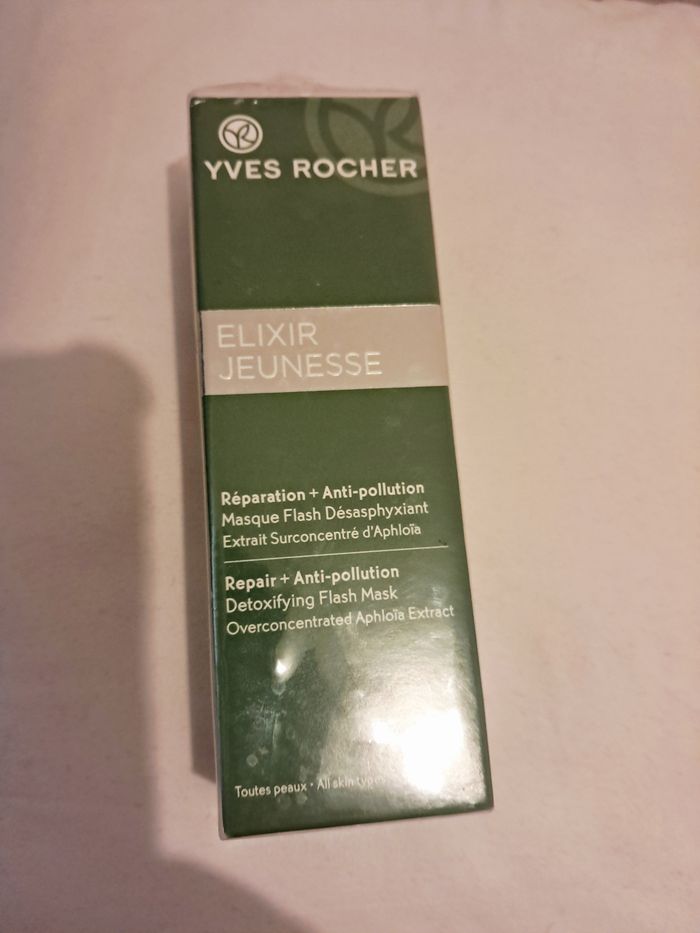 YVES ROCHER
ELIXIR
JEUNESSE
Réparation + Anti-pollution
Masque Flash Désasphyxiant
Extrait Surconcentré d'Aphloïa
Repair + Anti-pollution
Detoxifying Flash Mask
Overconcentrated Aphloïa Extract
Toutes peaux • All skin types